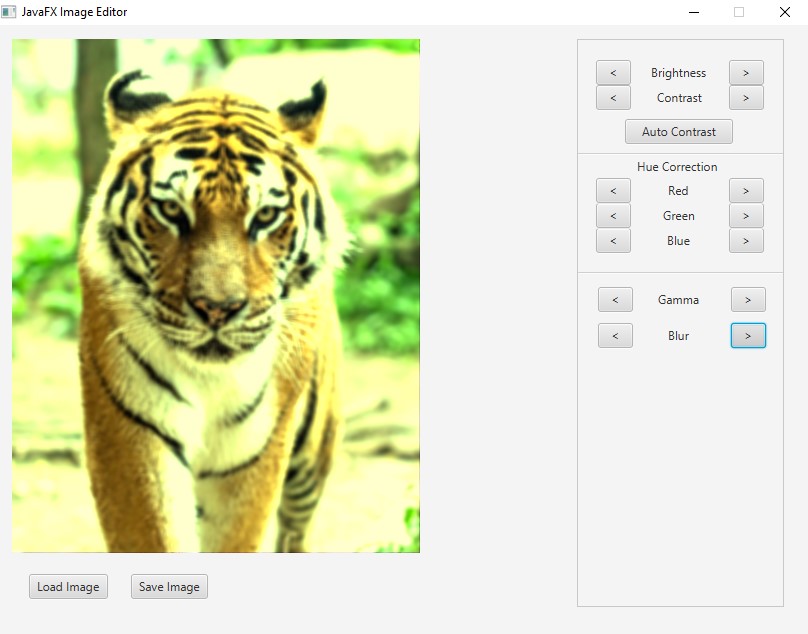 JavaFX Image Editor
< Brightness >
< Contrast >
Auto Contrast
Hue Correction
< Red >
< Green >
< Blue >
< Gamma >
< Blur >
Load Image Save Image